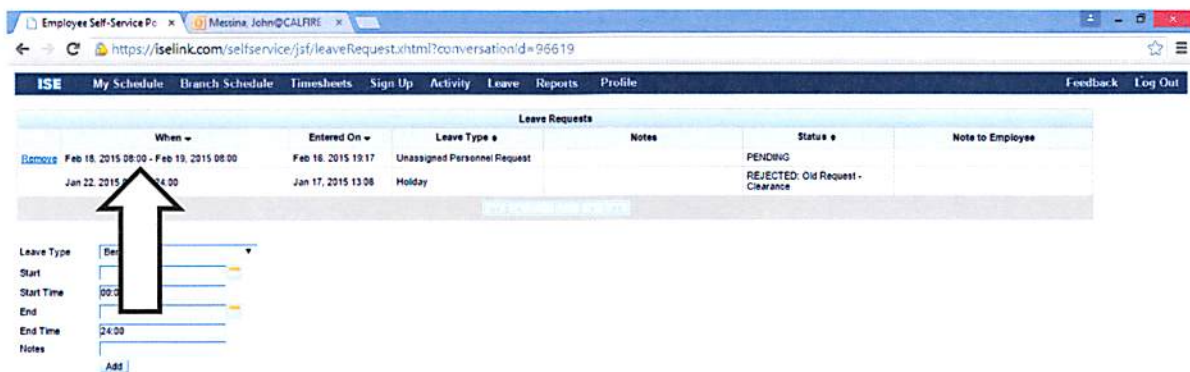 Employee Self-Service Po × Messina, John@CALFIRE ×
https://iselink.com/selfservice/jsf/leaveRequest.xhtml?conversationId=96619
ISE My Schedule Branch Schedule Timesheets Sign Up Activity Leave Reports Profile Feedback Log Out
Leave Requests
When Entered On Leave Type Notes Status Note to Employee
Remove Feb 18, 2015 08:00 - Feb 19, 2015 08:00 Feb 16, 2015 19:17 Unassigned Personnel Request PENDING
Jan 22, 2015 24:00 Jan 17, 2015 13:06 Holiday REJECTED: Old Request - Clearance
Leave Type
Start
Start Time
End
End Time 24:00
Notes
Add